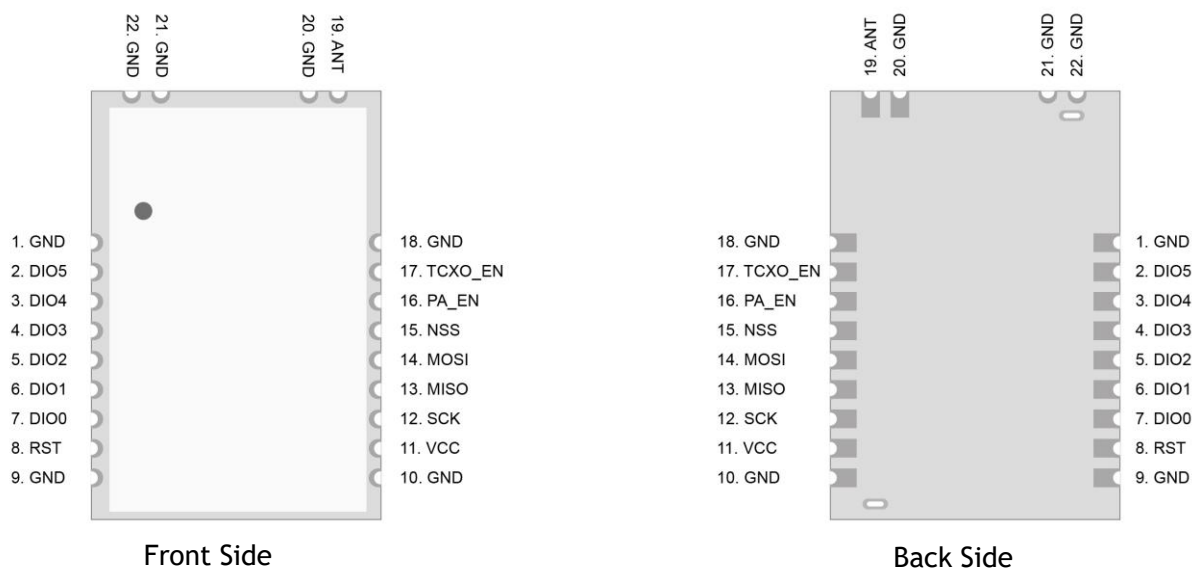 22. GND
21. GND
20. GND
19. ANT
1. GND
2. DIO5
3. DIO4
4. DIO3
5. DIO2
6. DIO1
7. DIO0
8. RST
9. GND
18. GND
17. TCXO_EN
16. PA_EN
15. NSS
14. MOSI
13. MISO
12. SCK
11. VCC
10. GND
Front Side
19. ANT
20. GND
21. GND
22. GND
18. GND
17. TCXO_EN
16. PA_EN
15. NSS
14. MOSI
13. MISO
12. SCK
11. VCC
10. GND
1. GND
2. DIO5
3. DIO4
4. DIO3
5. DIO2
6. DIO1
7. DIO0
8. RST
9. GND
Back Side